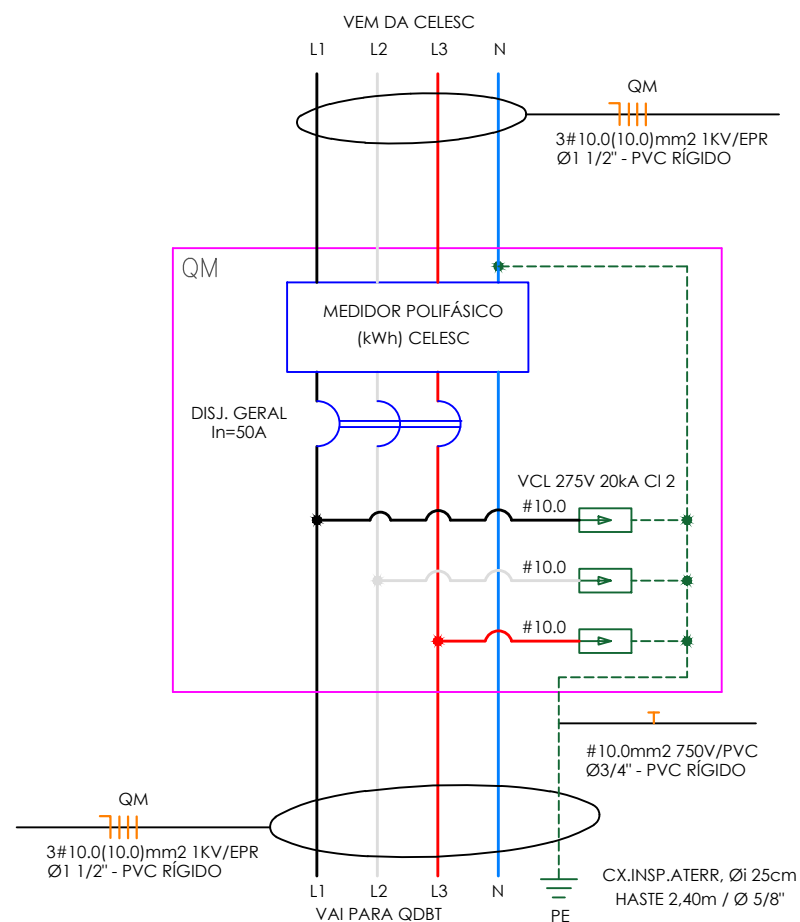 VEM DA CELESC
L1 L2 L3 N
QM
3#10.0(10.0)mm2 1KV/EPR
Ø1 1/2" - PVC RÍGIDO
QM
MEDIDOR POLIFÁSICO
(kWh) CELESC
DISJ. GERAL
In=50A
VCL 275V 20kA Cl 2
#10.0
#10.0
#10.0
#10.0mm2 750V/PVC
Ø3/4" - PVC RÍGIDO
QM
3#10.0(10.0)mm2 1KV/EPR
Ø1 1/2" - PVC RÍGIDO
CX.INSP.ATERR, Øi 25cm
HASTE 2,40m / Ø 5/8"
L1 L2 L3 N
PE
VAI PARA QDBT